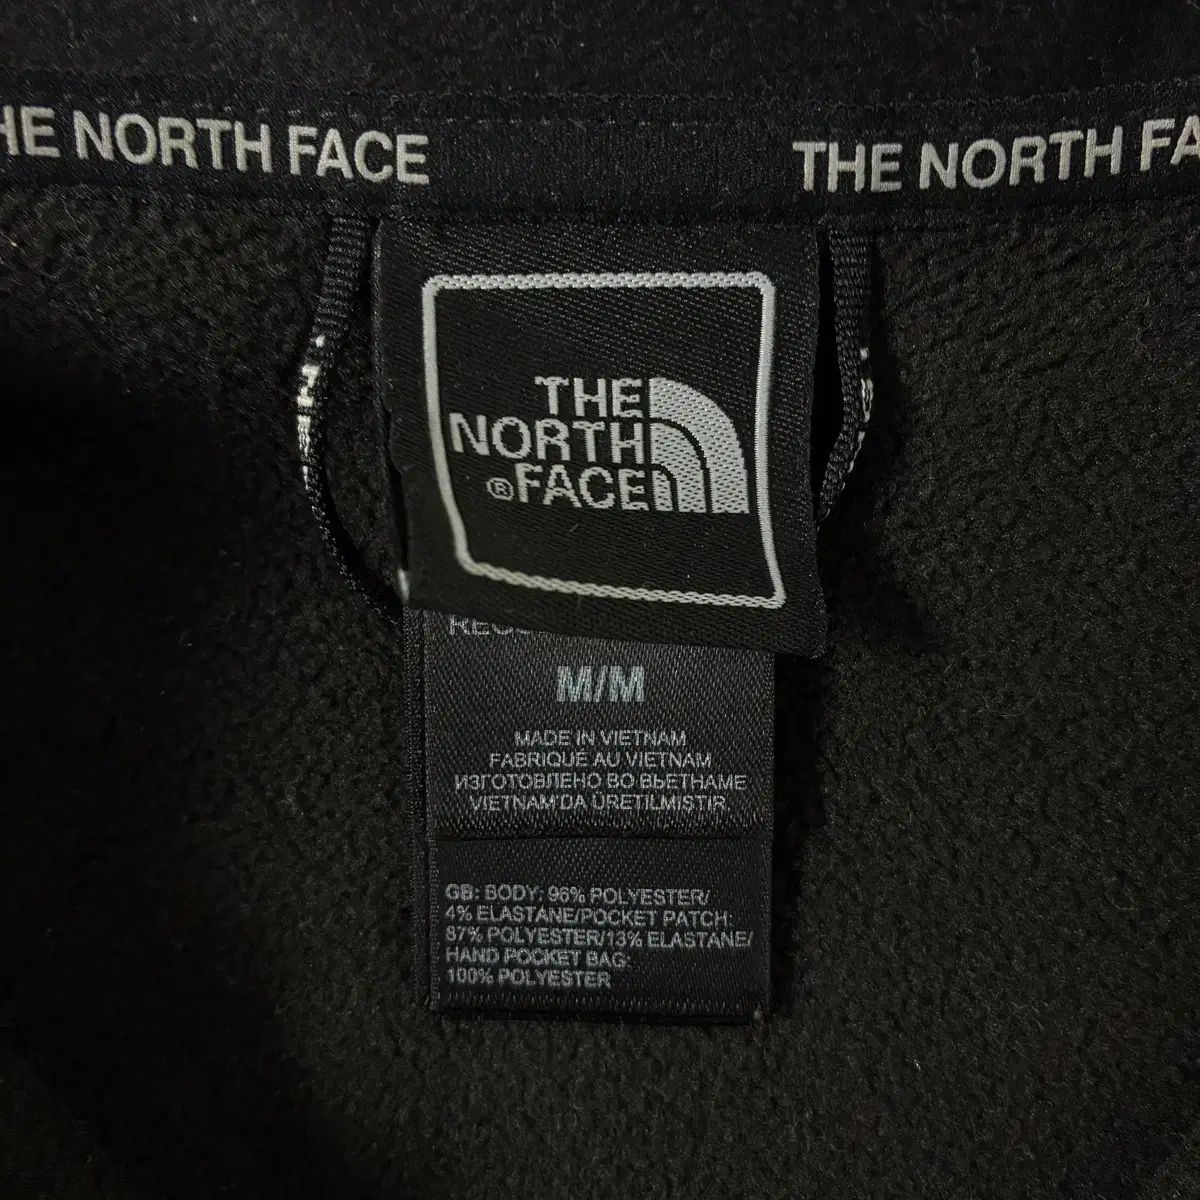 HE NORTH FACE
THE NORTH FA
THE
NORTH
®FACE
M/M
MADE IN VIETNAM
FABRIQUÉ AU VIETNAM
ИЗГОТОВЛЕНО ВО ВЬЕТНАМЕ
VIETNAM'DA ÜRETILMISTIR.
GB: BODY: 96% POLYESTER/
4% ELASTANE/POCKET PATCH:
87% POLYESTER/13% ELASTANE/
HAND POCKET BAG:
100% POLYESTER